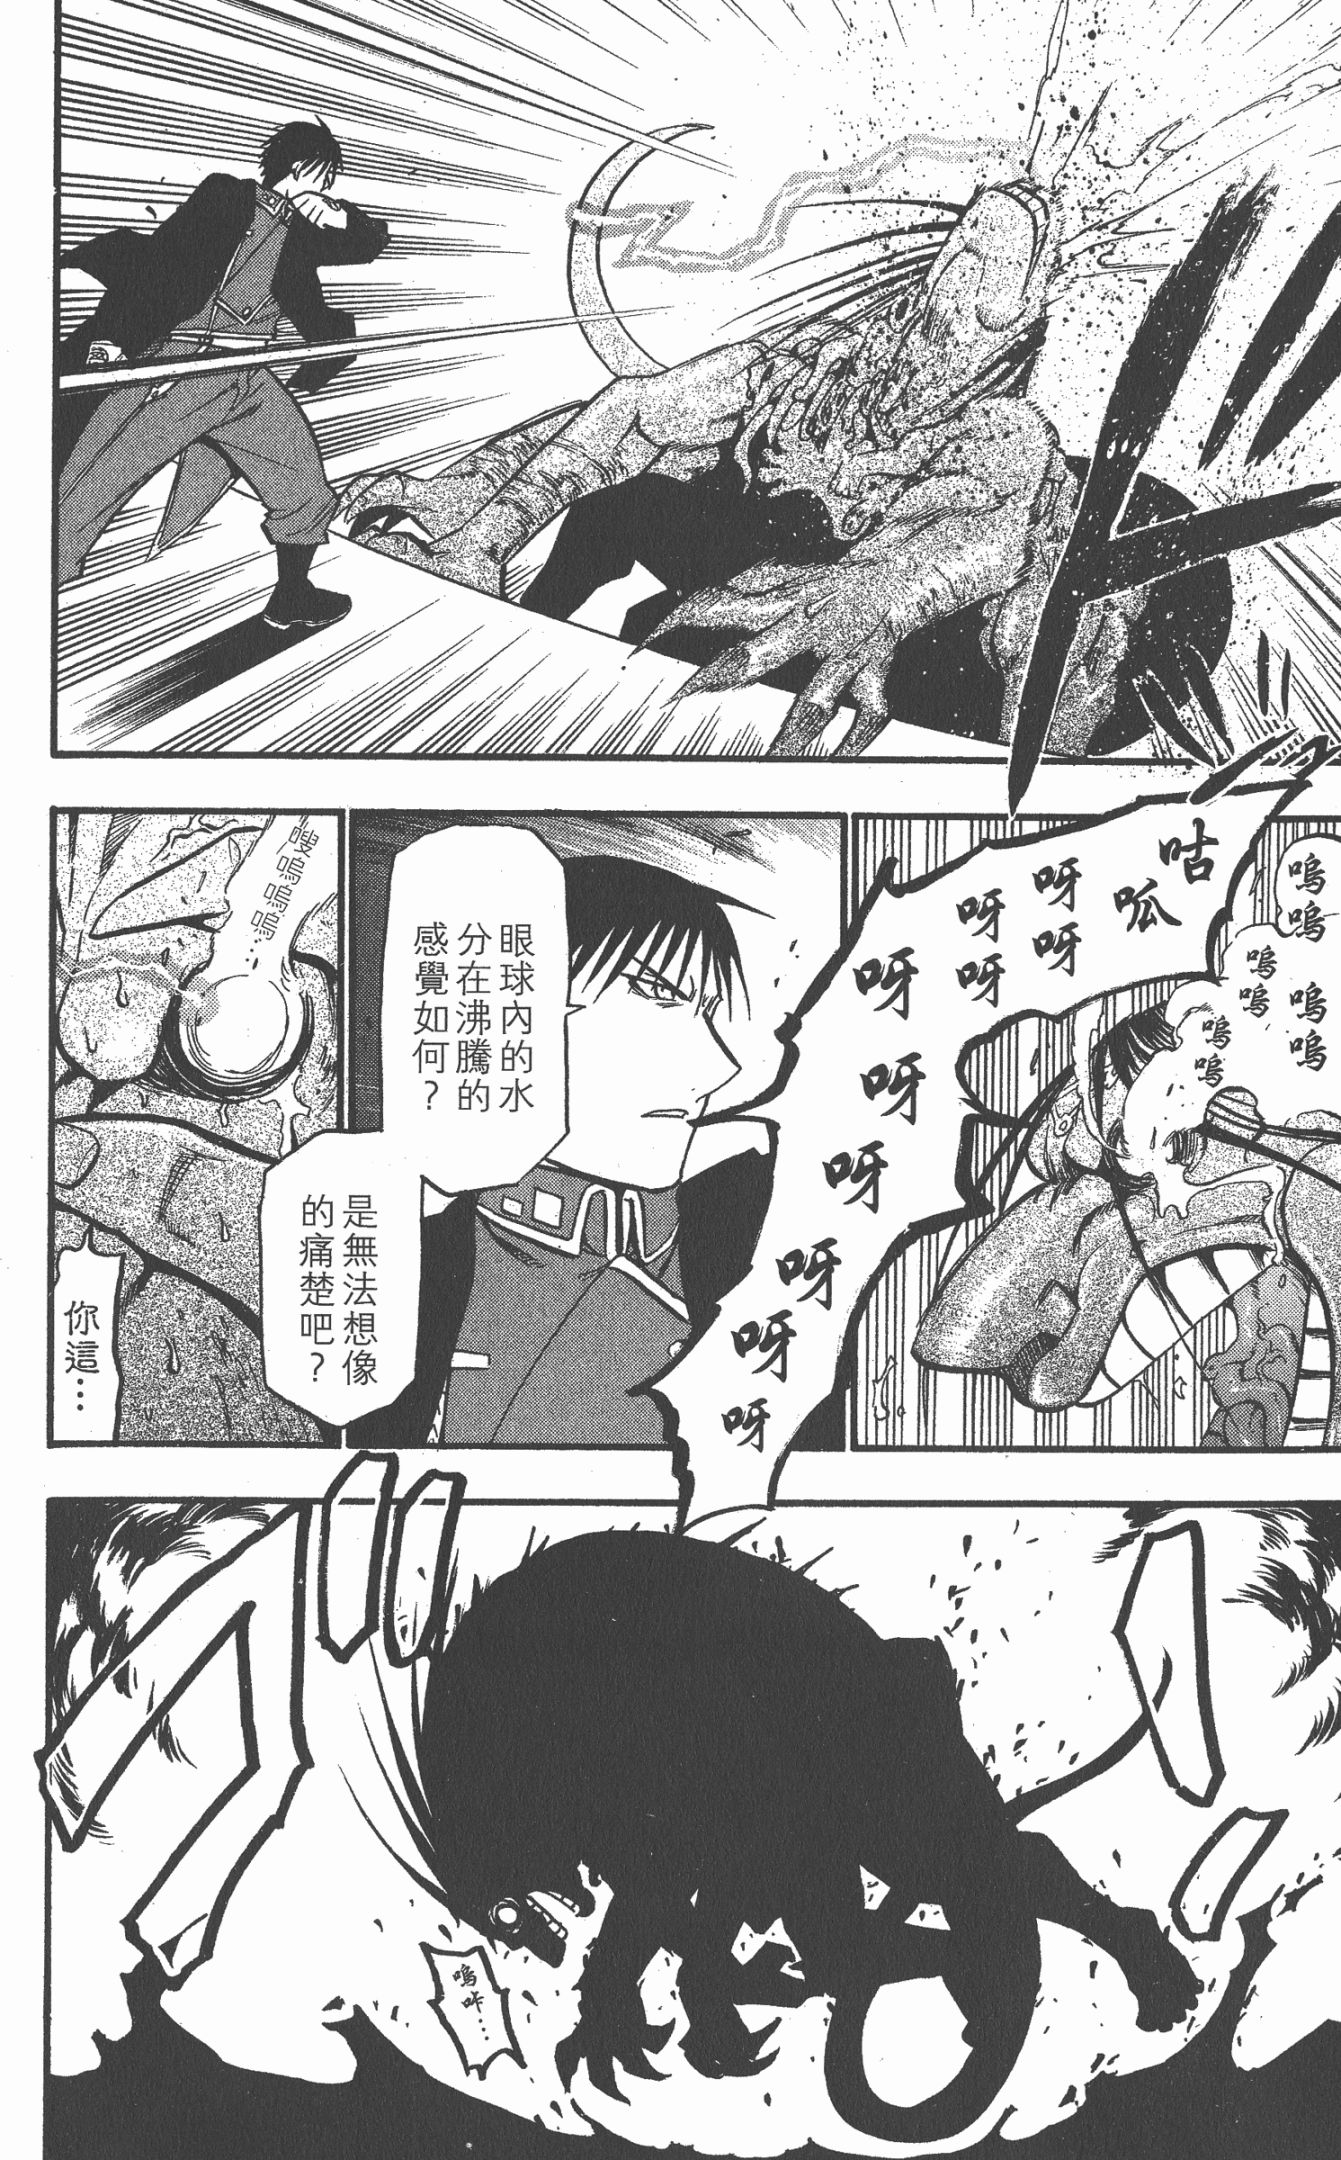 嗚嗚
嗚嗚
嗚嗚
嗚嗚
咕呱呀呀呀呀呀呀呀呀呀呀呀
眼球內的水
分在沸騰的
感覺如何？
是無法想像
的痛楚吧？
嗖嗚嗚嗚嗚…
你這…
嗚咔…